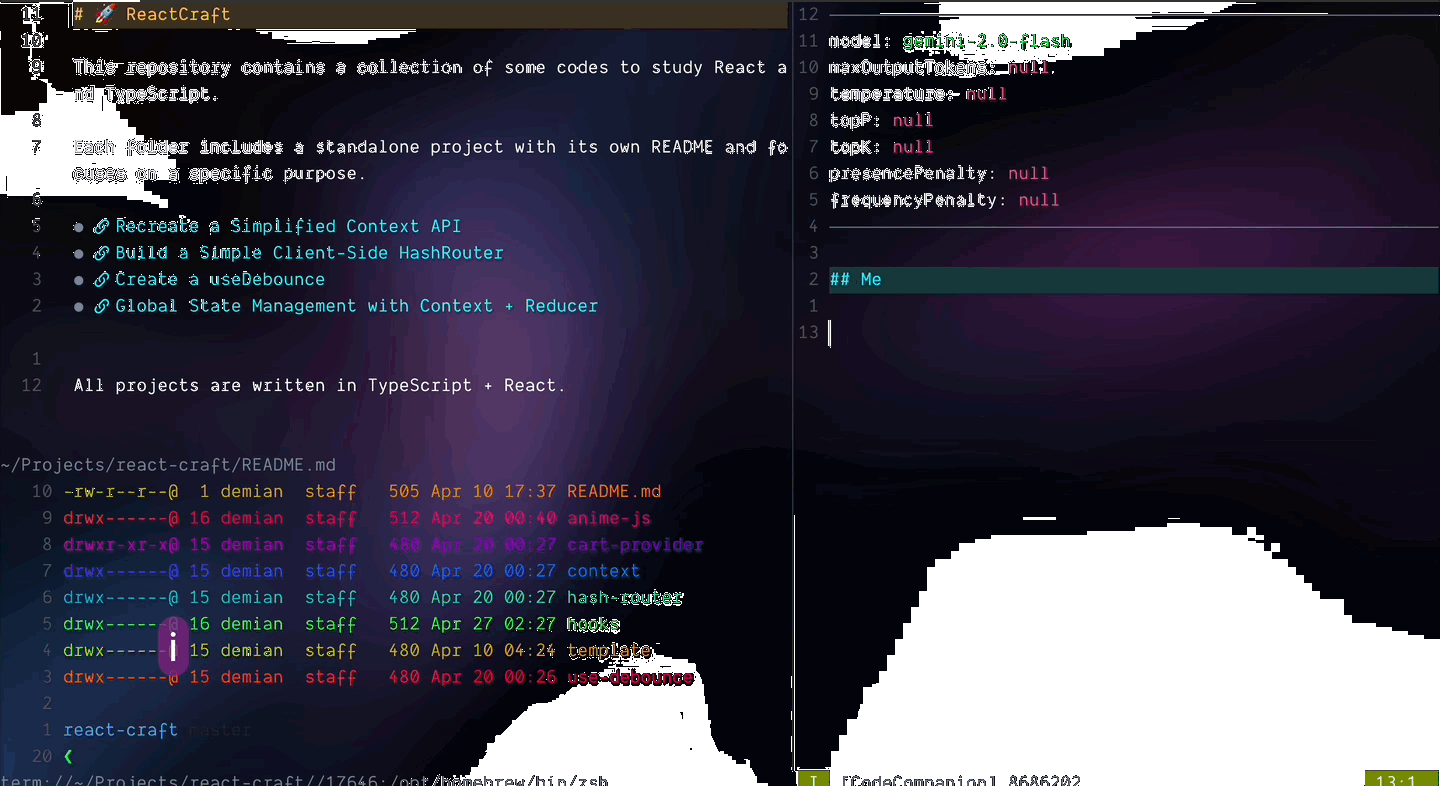 11 # 🚀 ReactCraft
10
9 This repository contains a collection of some codes to study React a
nd TypeScript.
8
7 Each folder includes a standalone project with its own README and fo
cuses on a specific purpose.
6
5 ● 🔗 Recreate a Simplified Context API
4 ● 🔗 Build a Simple Client-Side HashRouter
3 ● 🔗 Create a useDebounce
2 ● 🔗 Global State Management with Context + Reducer
1
12 All projects are written in TypeScript + React.
~/Projects/react-craft/README.md
10 -rw-r--r--@ 1 demian staff 505 Apr 10 17:37 README.md
9 drwx------@ 16 demian staff 512 Apr 20 00:40 anime-js
8 drwxr-xr-x@ 15 demian staff 480 Apr 20 00:27 cart-provider
7 drwx------@ 15 demian staff 480 Apr 20 00:27 context
6 drwx------@ 15 demian staff 480 Apr 20 00:27 hash-router
5 drwx------@ 16 demian staff 512 Apr 27 02:27 hooks
4 drwx------ 15 demian staff 480 Apr 10 04:24 template
i
3 drwx------@ 15 demian staff 480 Apr 20 00:26 use-debounce
2
1 react-craft master
20 ❮
term://~/Projects/react-craft//17646:/opt/homebrew/bin/zsh
12
11 model: gemini-2.0-flash
10 maxOutputTokens: null
9 temperature: null
8 topP: null
7 topK: null
6 presencePenalty: null
5 frequencyPenalty: null
4
3
2 ## Me
1
13
I [CodeCompanion] 8686202 13:1